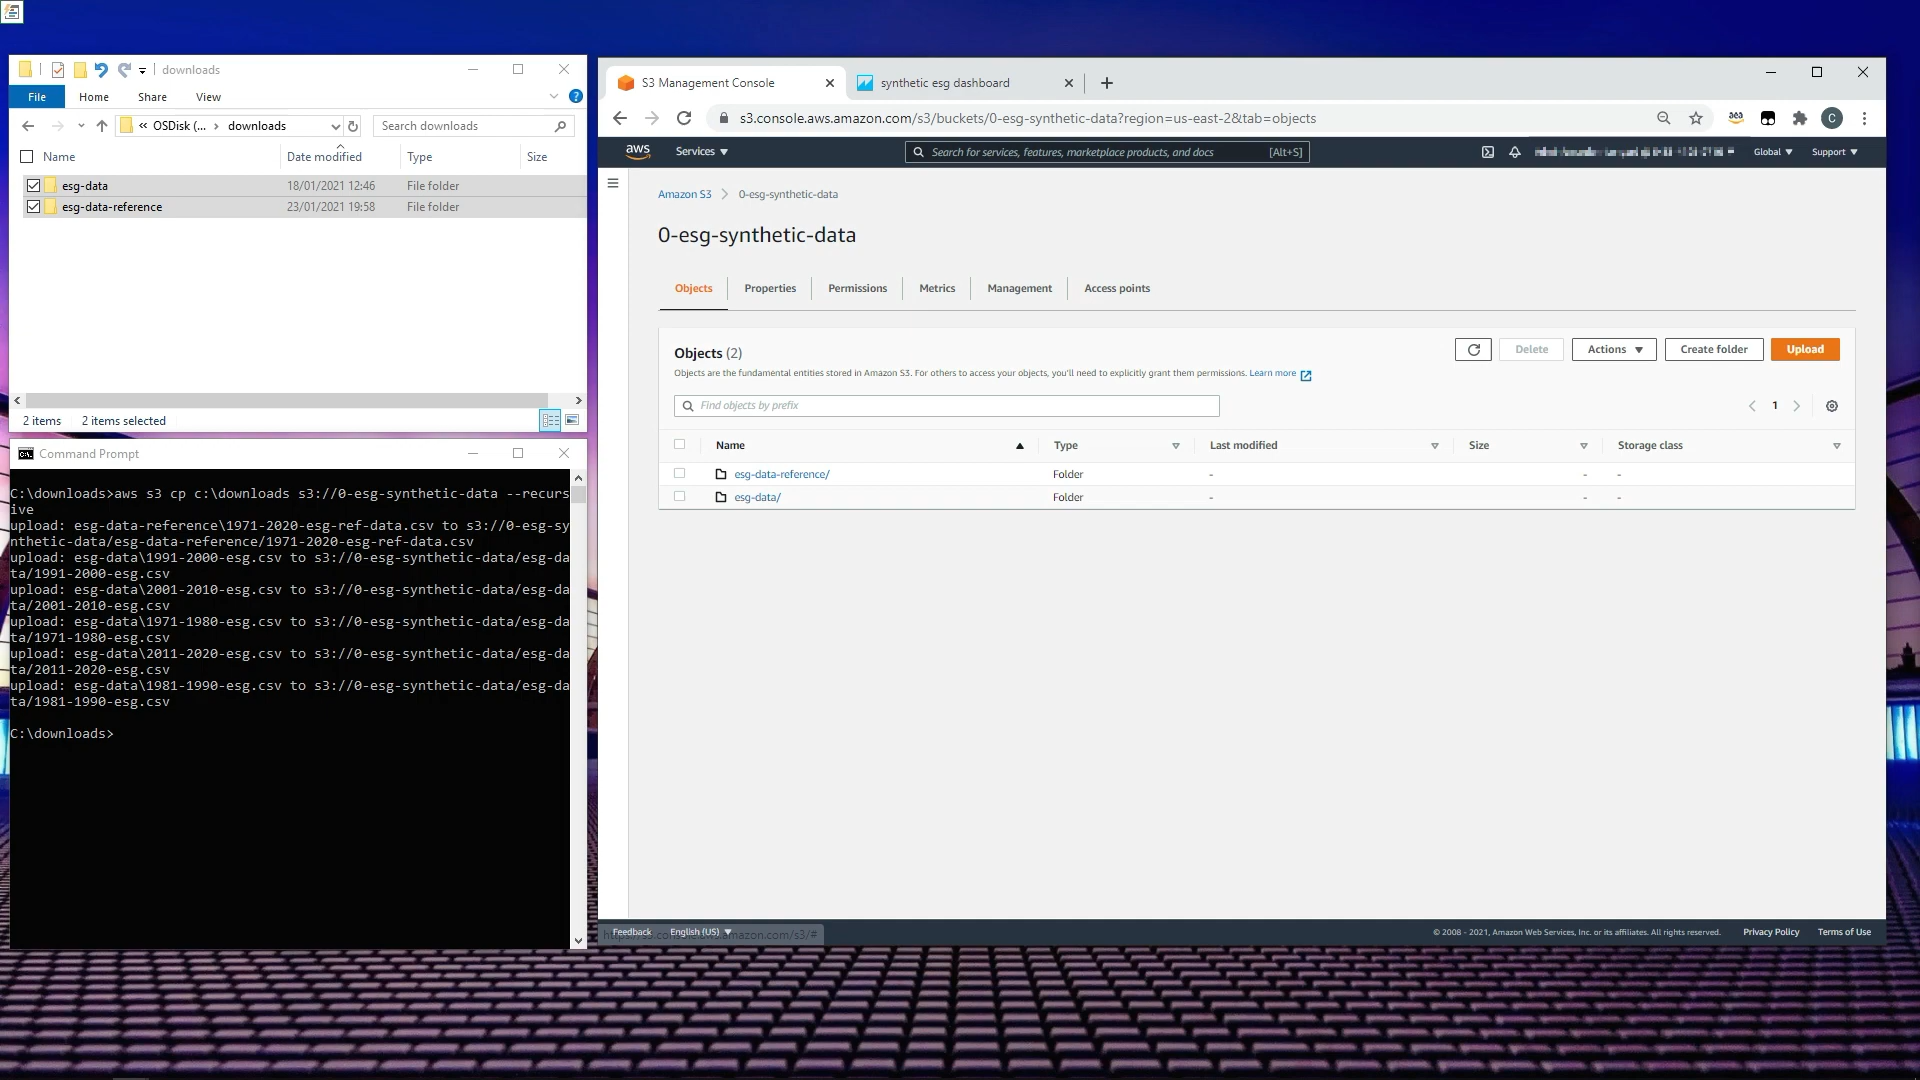 downloads
File Home Share View
« OSDisk (... › downloads
Search downloads
Name Date modified Type Size
esg-data 18/01/2021 12:46 File folder
esg-data-reference 23/01/2021 19:58 File folder
2 items 2 items selected
Command Prompt
C:\downloads>aws s3 cp c:\downloads s3://0-esg-synthetic-data --recurs
ive
upload: esg-data-reference\1971-2020-esg-ref-data.csv to s3://0-esg-sy
nthetic-data/esg-data-reference/1971-2020-esg-ref-data.csv
upload: esg-data\1991-2000-esg.csv to s3://0-esg-synthetic-data/esg-da
ta/1991-2000-esg.csv
upload: esg-data\2001-2010-esg.csv to s3://0-esg-synthetic-data/esg-da
ta/2001-2010-esg.csv
upload: esg-data\1971-1980-esg.csv to s3://0-esg-synthetic-data/esg-da
ta/1971-1980-esg.csv
upload: esg-data\2011-2020-esg.csv to s3://0-esg-synthetic-data/esg-da
ta/2011-2020-esg.csv
upload: esg-data\1981-1990-esg.csv to s3://0-esg-synthetic-data/esg-da
ta/1981-1990-esg.csv
C:\downloads>
S3 Management Console
synthetic esg dashboard
s3.console.aws.amazon.com/s3/buckets/0-esg-synthetic-data?region=us-east-2&tab=objects
C
aws Services Search for services, features, marketplace products, and docs [Alt+S] Global Support
Amazon S3 0-esg-synthetic-data
0-esg-synthetic-data
Objects Properties Permissions Metrics Management Access points
Objects (2)
Delete Actions Create folder Upload
Objects are the fundamental entities stored in Amazon S3. For others to access your objects, you'll need to explicitly grant them permissions. Learn more
Find objects by prefix
1
Name Type Last modified Size Storage class
esg-data-reference/ Folder - - -
esg-data/ Folder - - -
Feedback English (US)
https://s3.console.aws.amazon.com/s3/#
© 2008 - 2021, Amazon Web Services, Inc. or its affiliates. All rights reserved. Privacy Policy Terms of Use